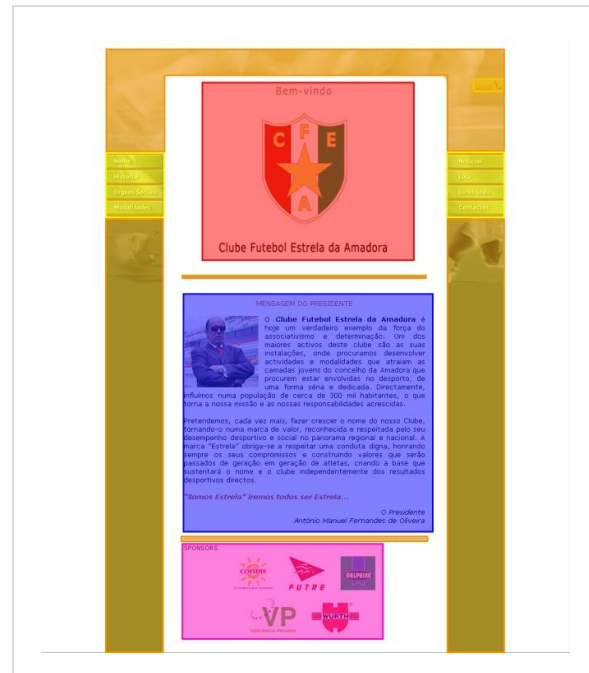 Bem-vindo
C F E
A
Clube Futebol Estrela da Amadora
Home
Historia
Orgaos Sociais
Modalidades
Noticias
Loja
Links Uteis
Contactos
MENSAGEM DO PRESIDENTE
O Clube Futebol Estrela da Amadora é
hoje um verdadeiro exemplo da força do
associativismo e determinação. Um dos
maiores activos deste clube são as suas
instalações, onde procuramos desenvolver
actividades e modalidades que atraiam as
camadas jovens do concelho da Amadora que
procurem estar envolvidas no desporto, de
uma forma séria e dedicada. Directamente,
influímos numa população de cerca de 300 mil habitantes, o que
torna a nossa missão e as nossas responsabilidades acrescidas.
Pretendemos, cada vez mais, fazer crescer o nome do nosso Clube,
tornando-o numa marca de valor, reconhecida e respeitada pelo seu
desempenho desportivo e social no panorama regional e nacional. A
marca "Estrela" obriga-se a respeitar uma conduta digna, honrando
sempre os seus compromissos e construindo valores que serão
passados de geração em geração de atletas, criando a base que
sustentará o nome e o clube independentemente dos resultados
desportivos directos.
"Somos Estrela" iremos todos ser Estrela...
O Presidente
António Manuel Fernandes de Oliveira
SPONSORS
COFIDIS
FUTRE
GELPEIXE
VP
WURTH